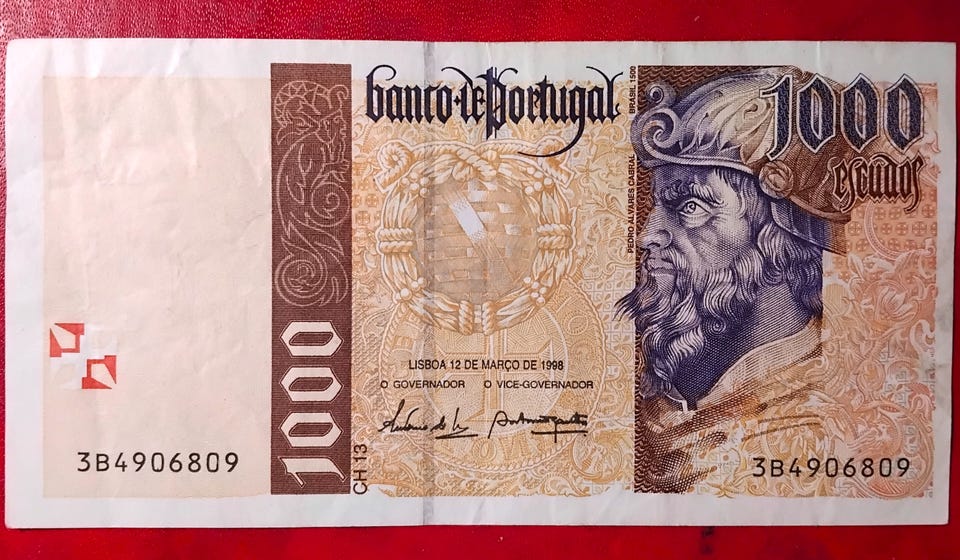 banco de Portugal
1000
escudos
BRASIL 1500
PEDRO ÁLVARES CABRAL
1000
CH 13
LISBOA 12 DE MARÇO DE 1998
O GOVERNADOR O VICE-GOVERNADOR
3B4906809
3B4906809